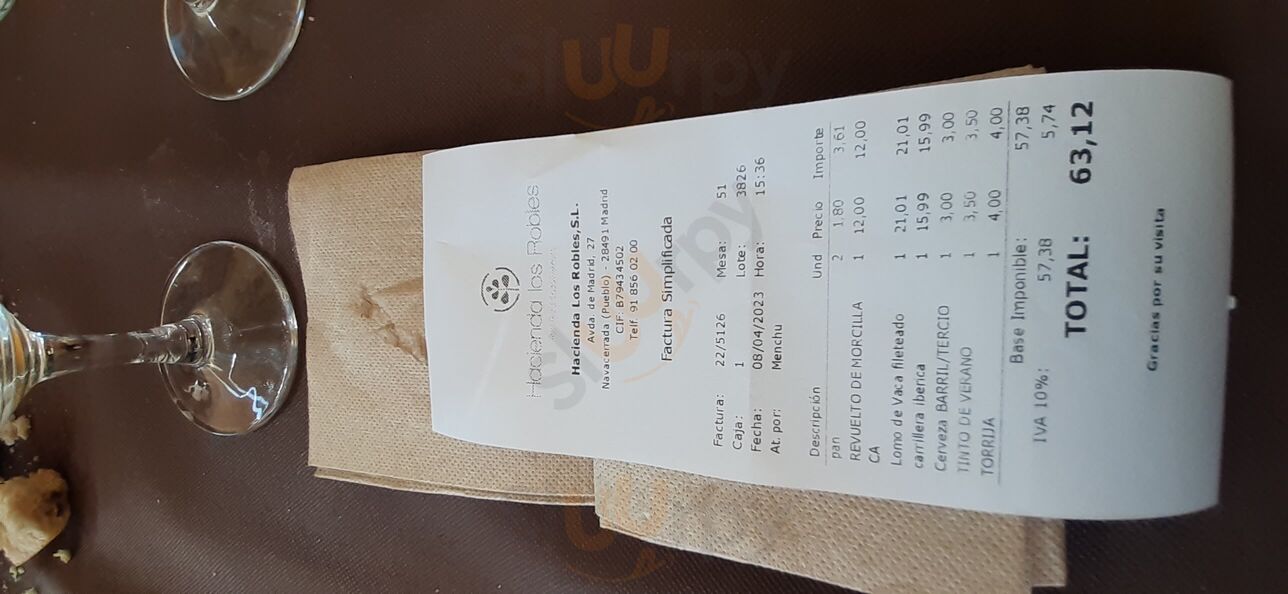 Hacienda los Robles
Hacienda Los Robles,S.L.
Avda. de Madrid, 27
Navacerrada (Pueblo) - 28491 Madrid
CIF: B79434502
Telf. 91 856 02 00
Factura Simplificada
Factura: 22/5126 Mesa: 51
Caja: 1 Lote: 3826
Fecha: 08/04/2023 Hora: 15:36
At. por: Menchu
Descripción Und Precio Importe
pan 2 1,80 3,61
REVUELTO DE MORCILLA 1 12,00 12,00
CA
Lomo de Vaca fileteado 1 21,01 21,01
carrillera iberica 1 15,99 15,99
Cerveza BARRIL/TERCIO 1 3,00 3,00
TINTO DE VERANO 1 3,50 3,50
TORRIJA 1 4,00 4,00
Base Imponible: 57,38
IVA 10%: 57,38 5,74
TOTAL: 63,12
Gracias por su visita
Sluurpy
Sluurpy